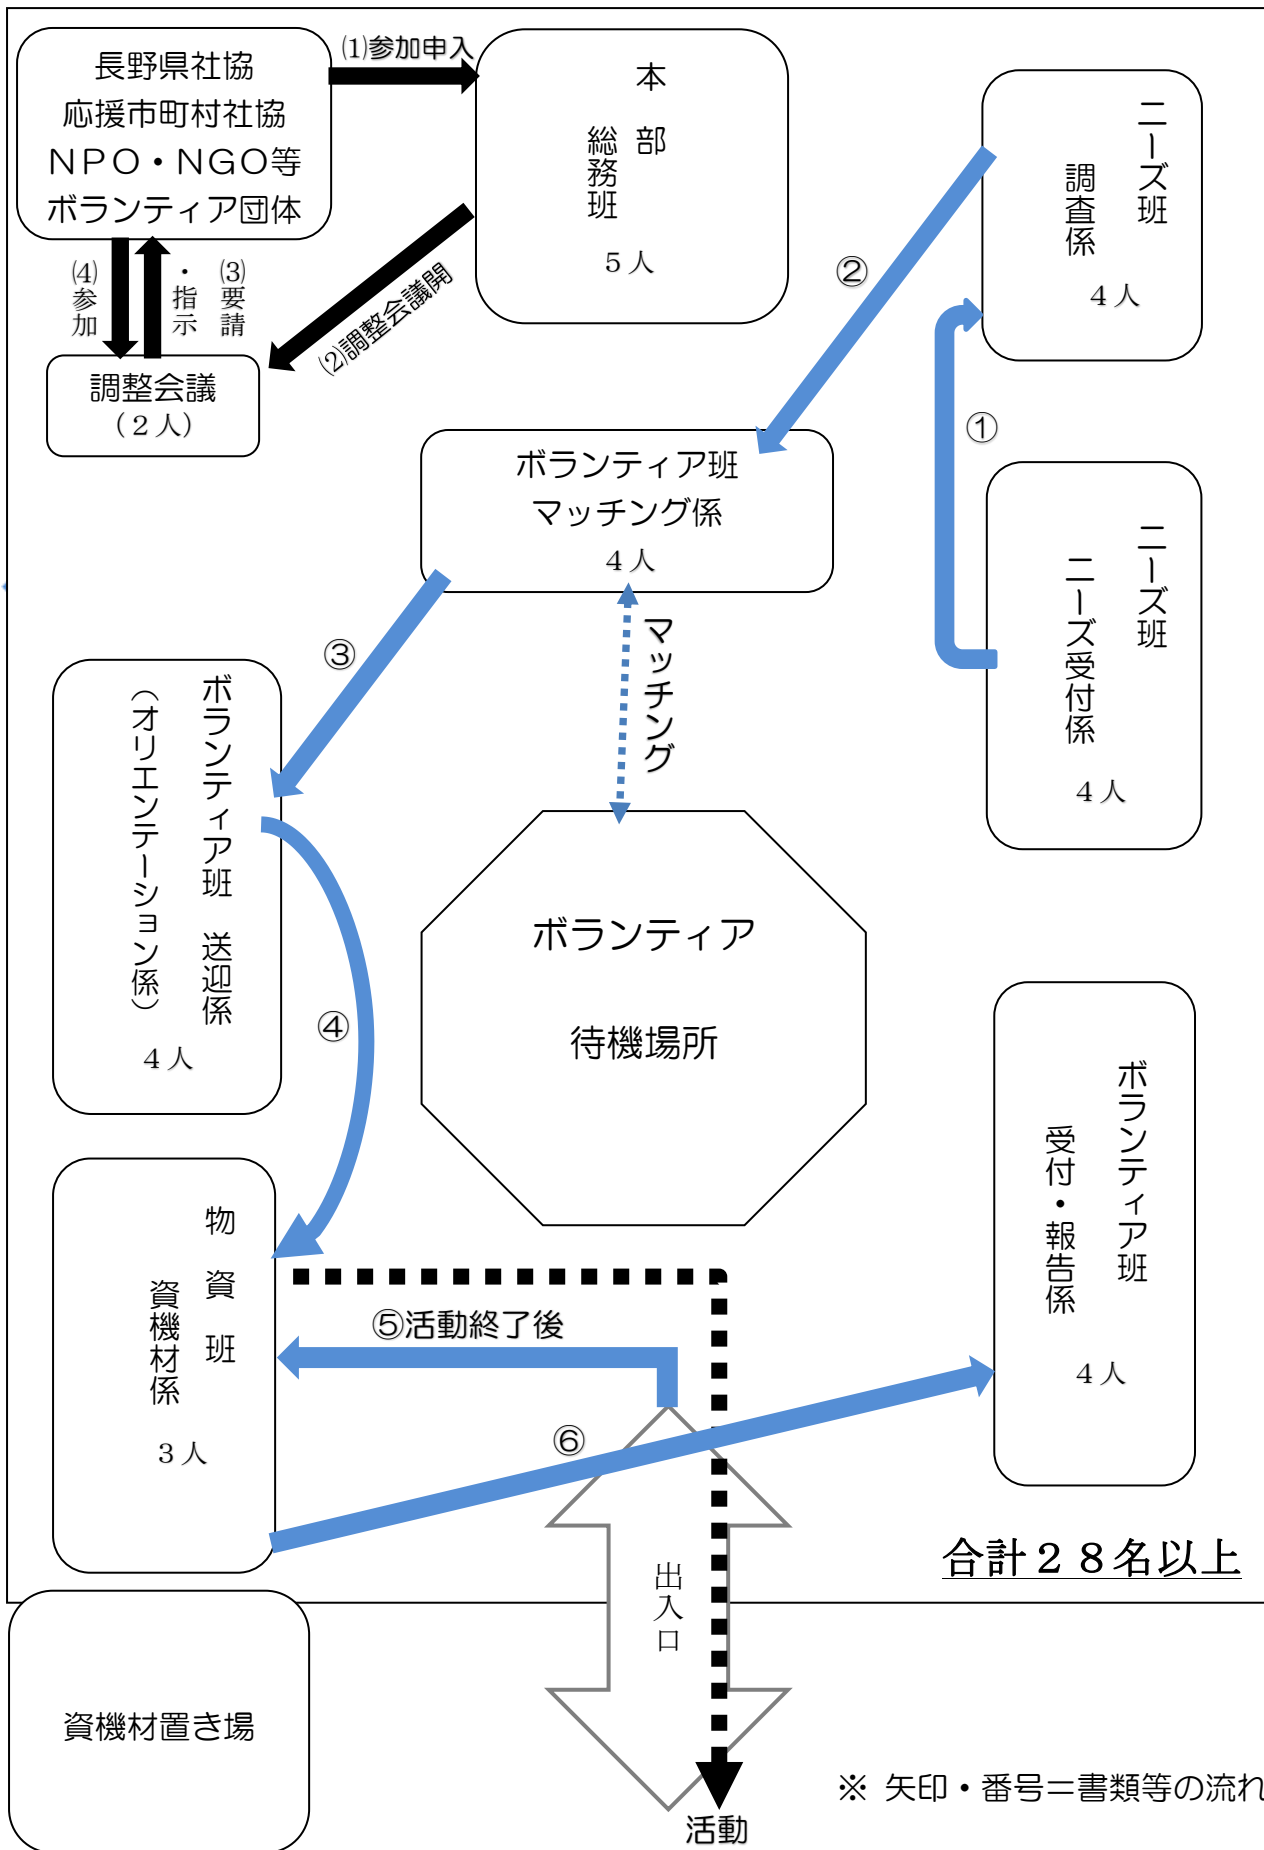 長野県社協
応援市町村社協
ＮＰＯ・ＮＧＯ等
ボランティア団体
⑴参加申入
本部
総務班
５人
⑵調整会議開
⑶要請
・指示
⑷参加
調整会議
（２人）
ニーズ班
調査係
４人
①
②
ニーズ班
ニーズ受付係
４人
ボランティア班
マッチング係
４人
マッチング
③
ボランティア班　送迎係
（オリエンテーション係）
４人
④
ボランティア
待機場所
ボランティア班
受付・報告係
４人
物資班
資機材係
３人
⑤活動終了後
⑥
出入口
合計２８名以上
資機材置き場
活動
※ 矢印・番号＝書類等の流れ